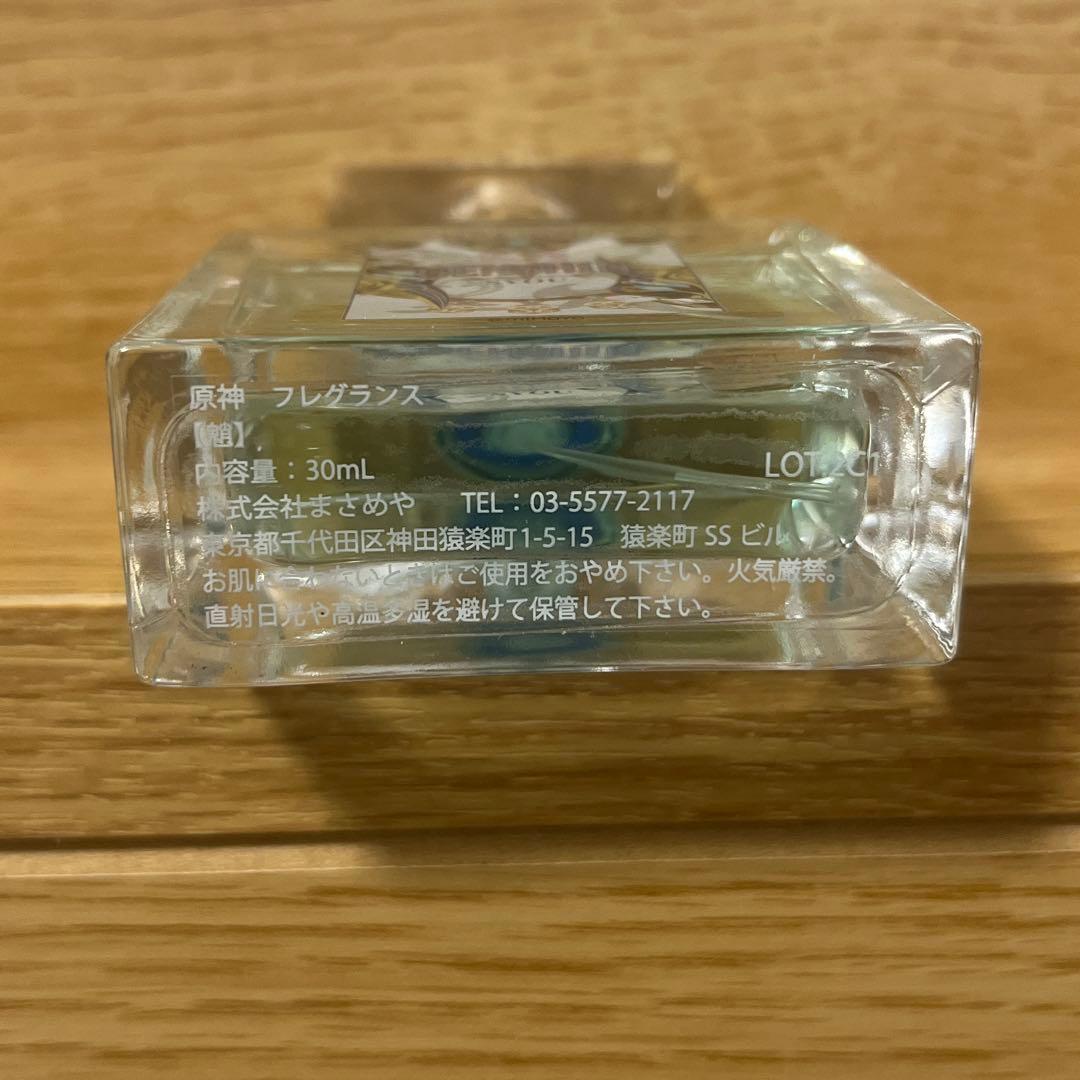 原神　フレグランス
【魈】
内容量：30mL
LOT.2C1
株式会社まさめや　TEL：03-5577-2117
東京都千代田区神田猿楽町1-5-15　猿楽町 SS ビル
お肌に合わないときはご使用をおやめ下さい。火気厳禁。
直射日光や高温多湿を避けて保管して下さい。